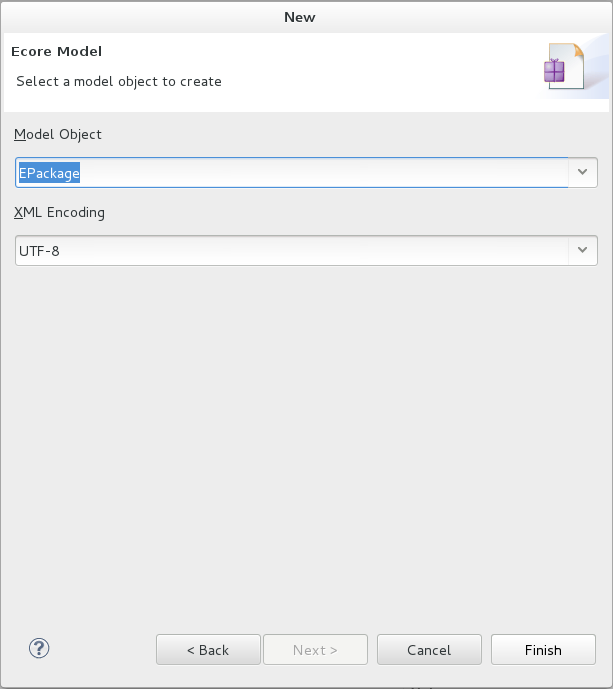 New
Ecore Model
Select a model object to create
Model Object
EPackage
XML Encoding
UTF-8
?
< Back
Next >
Cancel
Finish